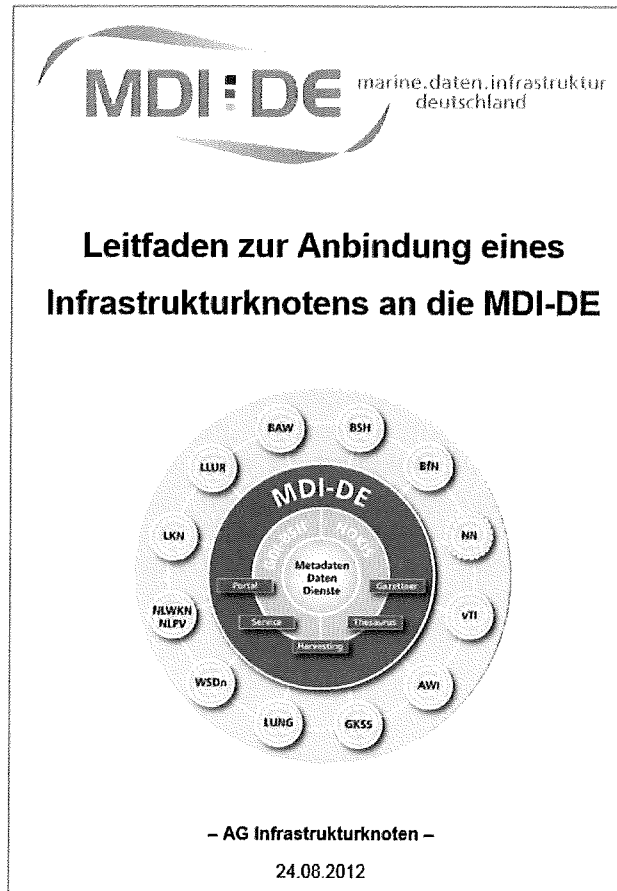 MDI-DE marine.daten.infrastruktur
deutschland
Leitfaden zur Anbindung eines
Infrastrukturknotens an die MDI-DE
BAW
BSH
LLUR
BfN
MDI-DE
LKN
NOKIS
NN
Metadaten
Daten
Dienste
Portal
Gazetteer
NLWKN
NLPV
Service
Thesaurus
vTI
Harvesting
WSDn
AWI
LUNG
GKSS
– AG Infrastrukturknoten –
24.08.2012